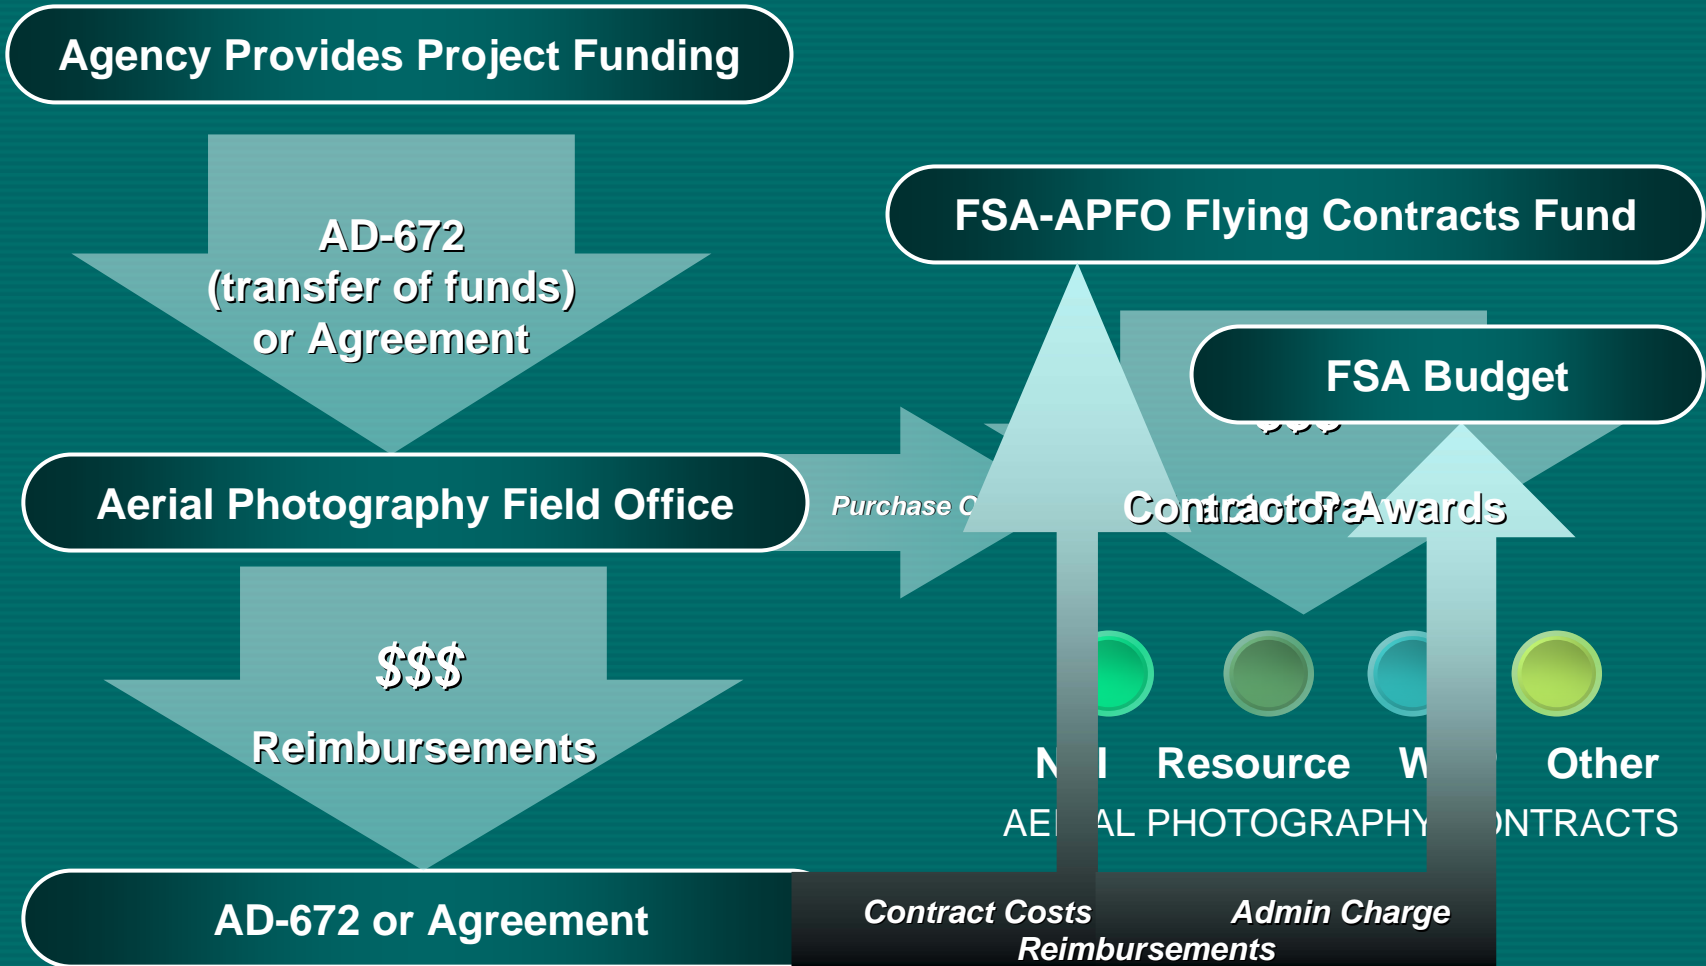 Agency Provides Project Funding
AD-672
(transfer of funds)
or Agreement
FSA-APFO Flying Contracts Fund
FSA Budget
$$$
Aerial Photography Field Office
Purchase
Awards
$$$
Reimbursements
Resource
Other
PHOTOGRAPHY
AD-672 or Agreement
Contract Costs
Admin Charge
Reimbursements